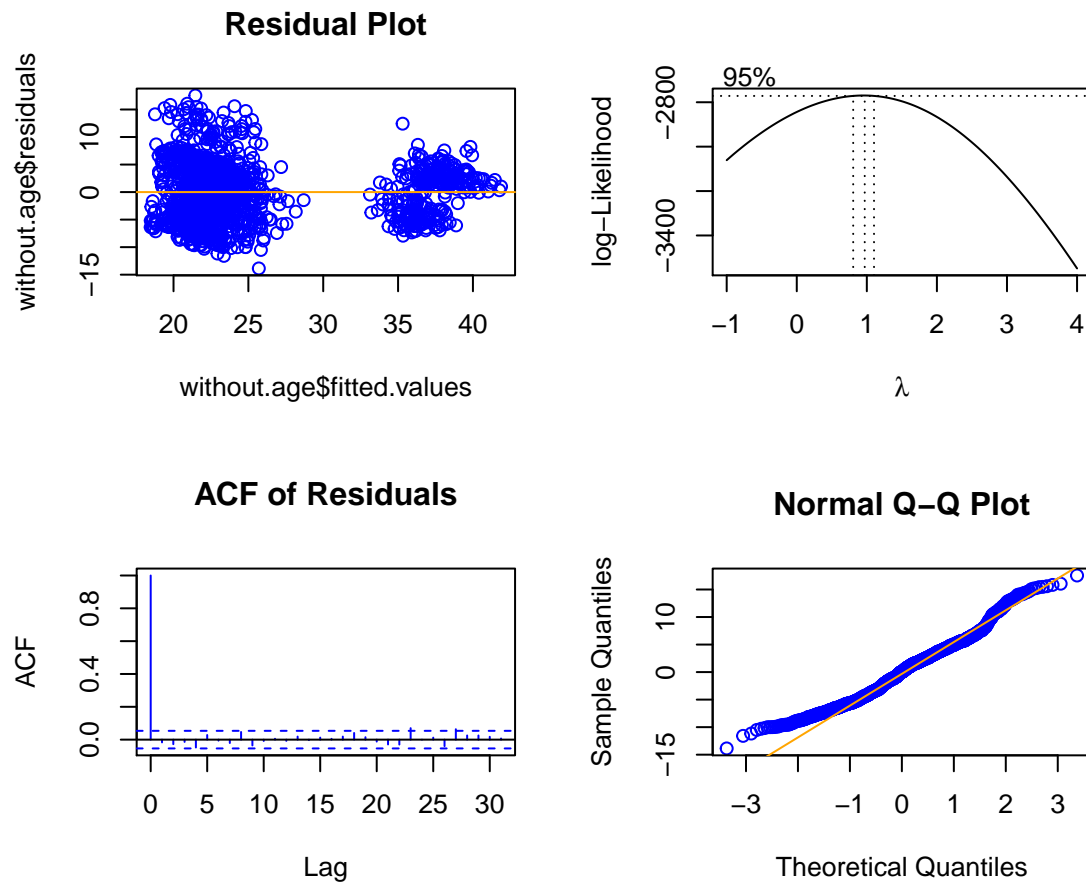 Residual Plot
without.age$residuals
10
0
−15
20 25 30 35 40
without.age$fitted.values
95%
log−Likelihood
−2800
−3400
−1 0 1 2 3 4
λ
ACF of Residuals
ACF
0.8
0.4
0.0
0 5 10 15 20 25 30
Lag
Normal Q−Q Plot
Sample Quantiles
10
0
−15
−3 −1 0 1 2 3
Theoretical Quantiles